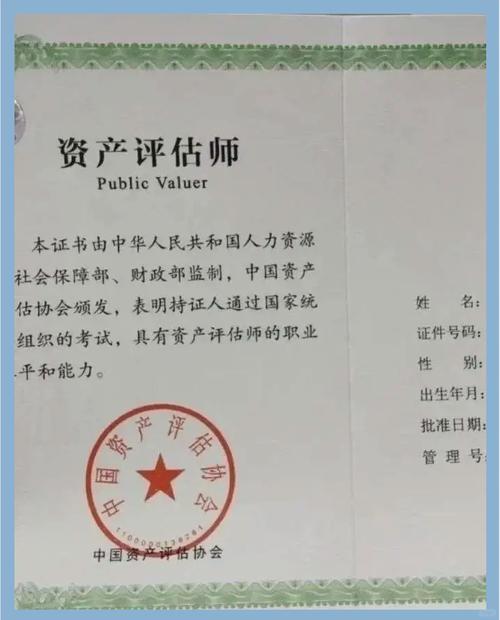 资产评估师
Public Valuer
本证书由中华人民共和国人力资源
社会保障部、财政部监制，中国资产
估协会颁发，表明持证人通过国家统
组织的考试，具有资产评估师的职业
平和能力。
中国资产评估协会
1100000138281
中国资产评估协会
姓 名：
证件号码：
性 别：
出生年月：
批准日期：
管 理 号：